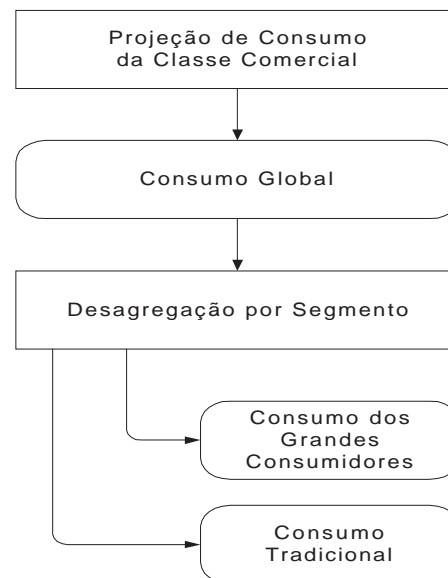 Projeção de Consumo
da Classe Comercial
Consumo Global
Desagregação por Segmento
Consumo dos
Grandes
Consumidores
Consumo
Tradicional